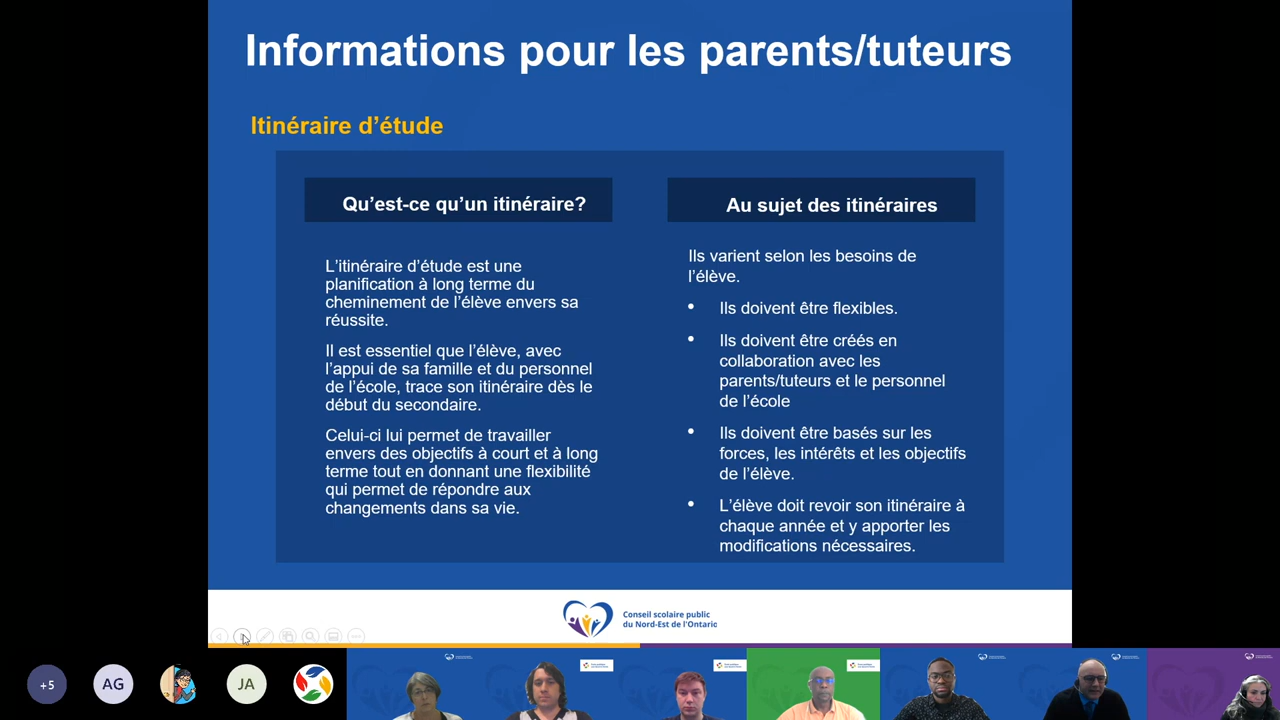 Informations pour les parents/tuteurs
Itinéraire d’étude
Qu’est-ce qu’un itinéraire?
L’itinéraire d’étude est une
planification à long terme du
cheminement de l’élève envers sa
réussite.
Il est essentiel que l’élève, avec
l’appui de sa famille et du personnel
de l’école, trace son itinéraire dès le
début du secondaire.
Celui-ci lui permet de travailler
envers des objectifs à court et à long
terme tout en donnant une flexibilité
qui permet de répondre aux
changements dans sa vie.
Au sujet des itinéraires
Ils varient selon les besoins de
l’élève.
• Ils doivent être flexibles.
• Ils doivent être créés en
collaboration avec les
parents/tuteurs et le personnel
de l’école
• Ils doivent être basés sur les
forces, les intérêts et les objectifs
de l’élève.
• L’élève doit revoir son itinéraire à
chaque année et y apporter les
modifications nécessaires.
Conseil scolaire public
du Nord-Est de l’Ontario
+5
AG
JA